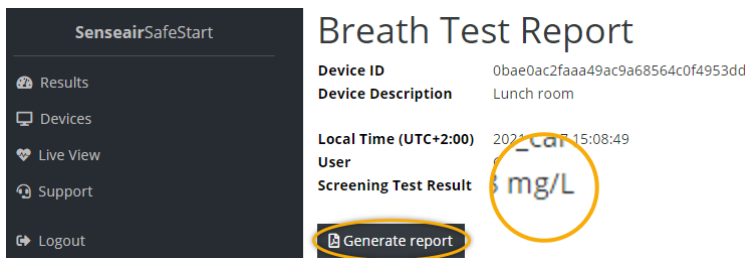 SenseairSafeStart
Results
Devices
Live View
Support
Logout
Breath Test Report
Device ID 0bae0ac2faaa49ac9a68564c0f4953dd
Device Description Lunch room
Local Time (UTC+2:00) 15:08:49
User
Screening Test Result mg/L
Generate report